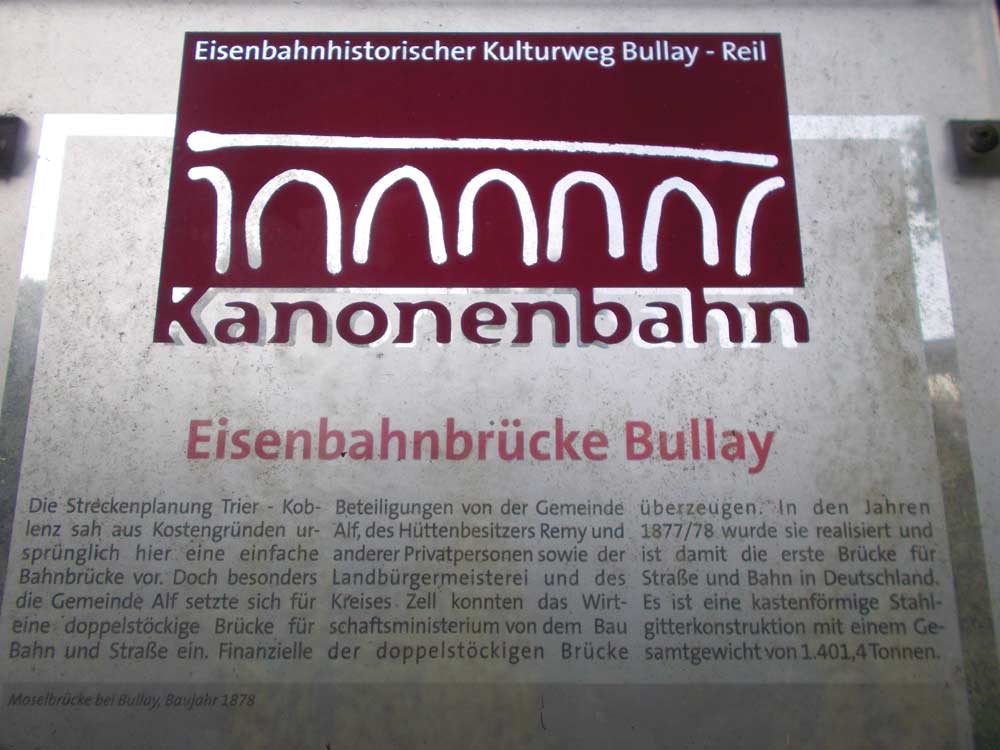 Eisenbahnhistorischer Kulturweg Bullay - Reil
Kanonenbahn
Eisenbahnbrücke Bullay
Die Streckenplanung Trier - Kob-
lenz sah aus Kostengründen ur-
sprünglich hier eine einfache
Bahnbrücke vor. Doch besonders
die Gemeinde Alf setzte sich für
eine doppelstöckige Brücke für
Bahn und Straße ein. Finanzielle
Beteiligungen von der Gemeinde
Alf, des Hüttenbesitzers Remy und
anderer Privatpersonen sowie der
Landbürgermeisterei und des
Kreises Zell konnten das Wirt-
schaftsministerium von dem Bau
der doppelstöckigen Brücke
überzeugen. In den Jahren
1877/78 wurde sie realisiert und
ist damit die erste Brücke für
Straße und Bahn in Deutschland.
Es ist eine kastenförmige Stahl-
gitterkonstruktion mit einem Ge-
samtgewicht von 1.401,4 Tonnen.
Moselbrücke bei Bullay, Baujahr 1878